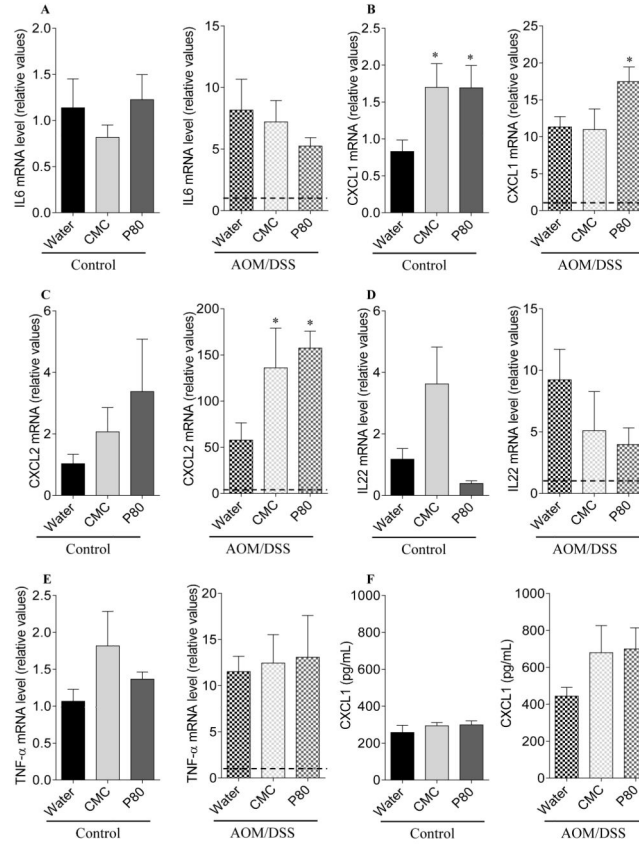 A
IL6 mRNA level (relative values)
1.5
1.0
0.5
0.0
Water
CMC
P80
Control
IL6 mRNA level (relative values)
15
10
5
0
Water
CMC
P80
AOM/DSS
B
CXCL1 mRNA (relative values)
2.5
2.0
1.5
1.0
0.5
0.0
* *
Water
CMC
P80
Control
CXCL1 mRNA (relative values)
25
20
15
10
5
0
*
Water
CMC
P80
AOM/DSS
C
CXCL2 mRNA (relative values)
6
4
2
0
Water
CMC
P80
Control
CXCL2 mRNA (relative values)
200
150
100
50
0
* *
Water
CMC
P80
AOM/DSS
D
IL22 mRNA level (relative values)
6
4
2
0
Water
CMC
P80
Control
IL22 mRNA level (relative values)
15
10
5
0
Water
CMC
P80
AOM/DSS
E
TNF-α mRNA level (relative values)
2.5
2.0
1.5
1.0
0.5
0.0
Water
CMC
P80
Control
TNF-α mRNA level (relative values)
20
15
10
5
0
Water
CMC
P80
AOM/DSS
F
CXCL1 (pg/mL)
1000
800
600
400
200
0
Water
CMC
P80
Control
CXCL1 (pg/mL)
1000
800
600
400
200
0
Water
CMC
P80
AOM/DSS